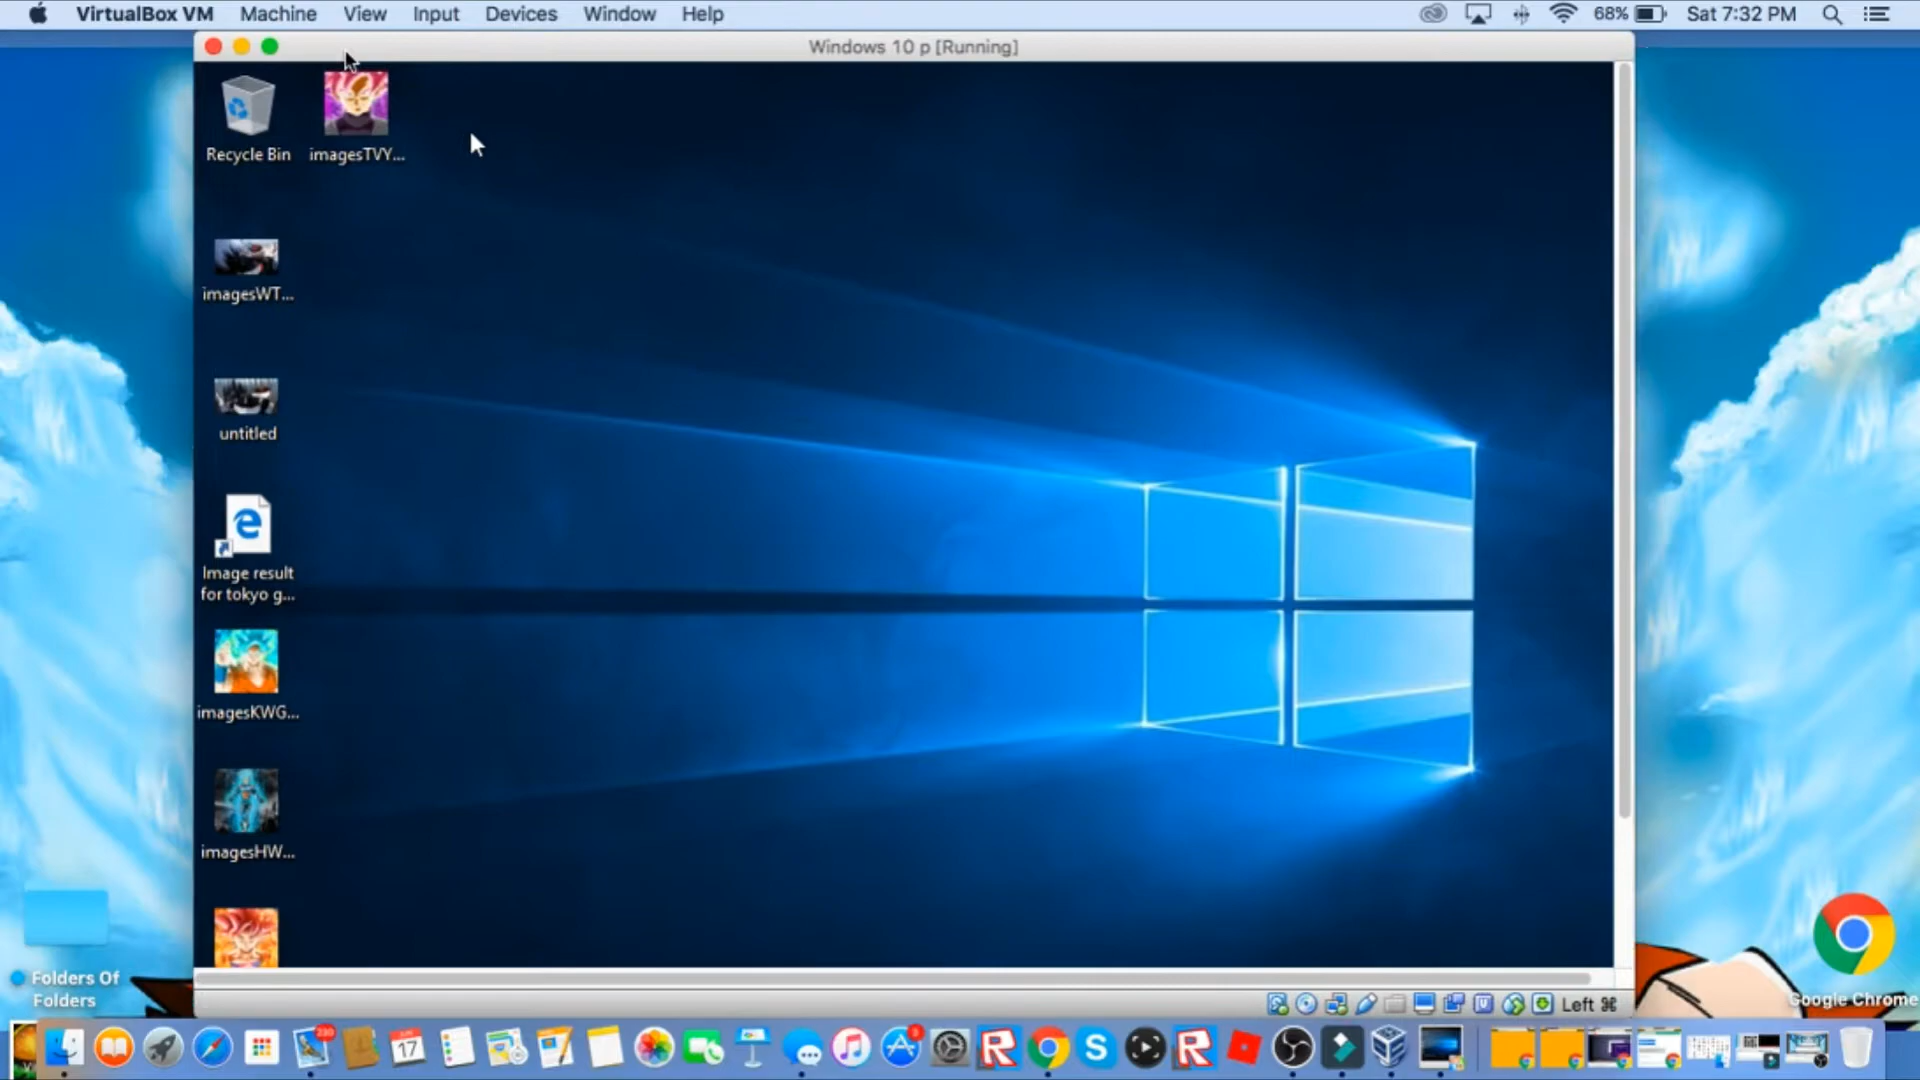 VirtualBox VM Machine View Input Devices Window Help 68% Sat 7:32 PM
Windows 10 p [Running]
Recycle Bin
imagesTVY...
imagesWT...
untitled
Image result
for tokyo g...
imagesKWG...
imagesHW...
Folders Of
Folders
Google Chrome
Left ⌘
17